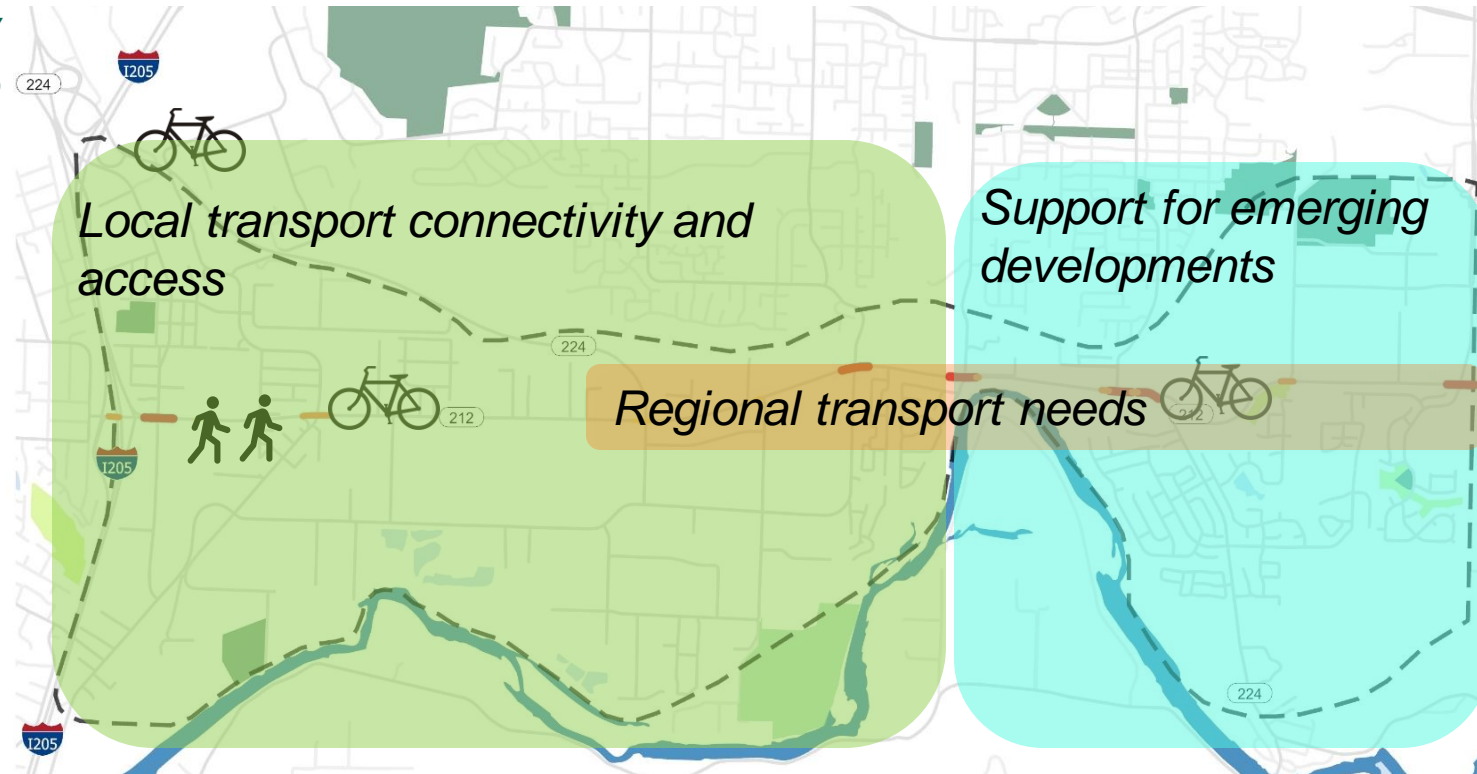 I205
224
Local transport connectivity and
access
Support for emerging
developments
224
Regional transport needs
212
212
I205
224
I205